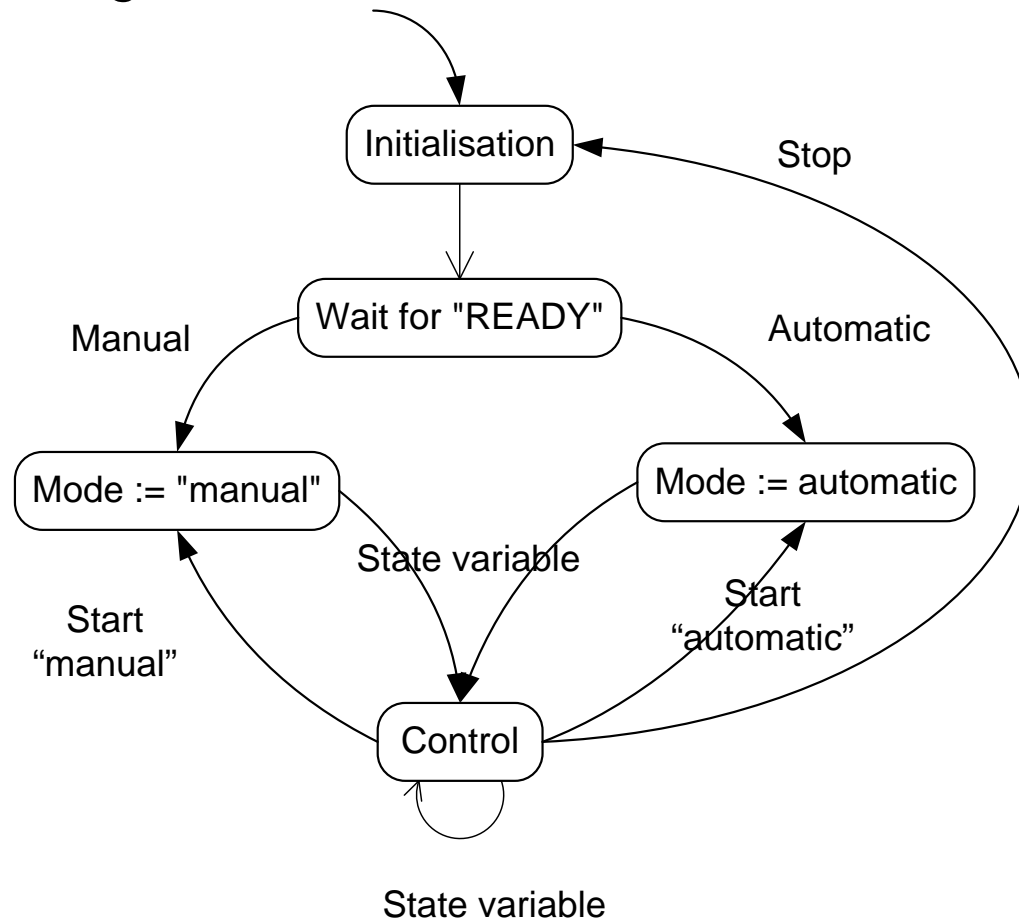 Initialisation
Stop
Wait for "READY"
Manual
Automatic
Mode := "manual"
Mode := automatic
State variable
Start
“manual”
Start
“automatic”
Control
State variable